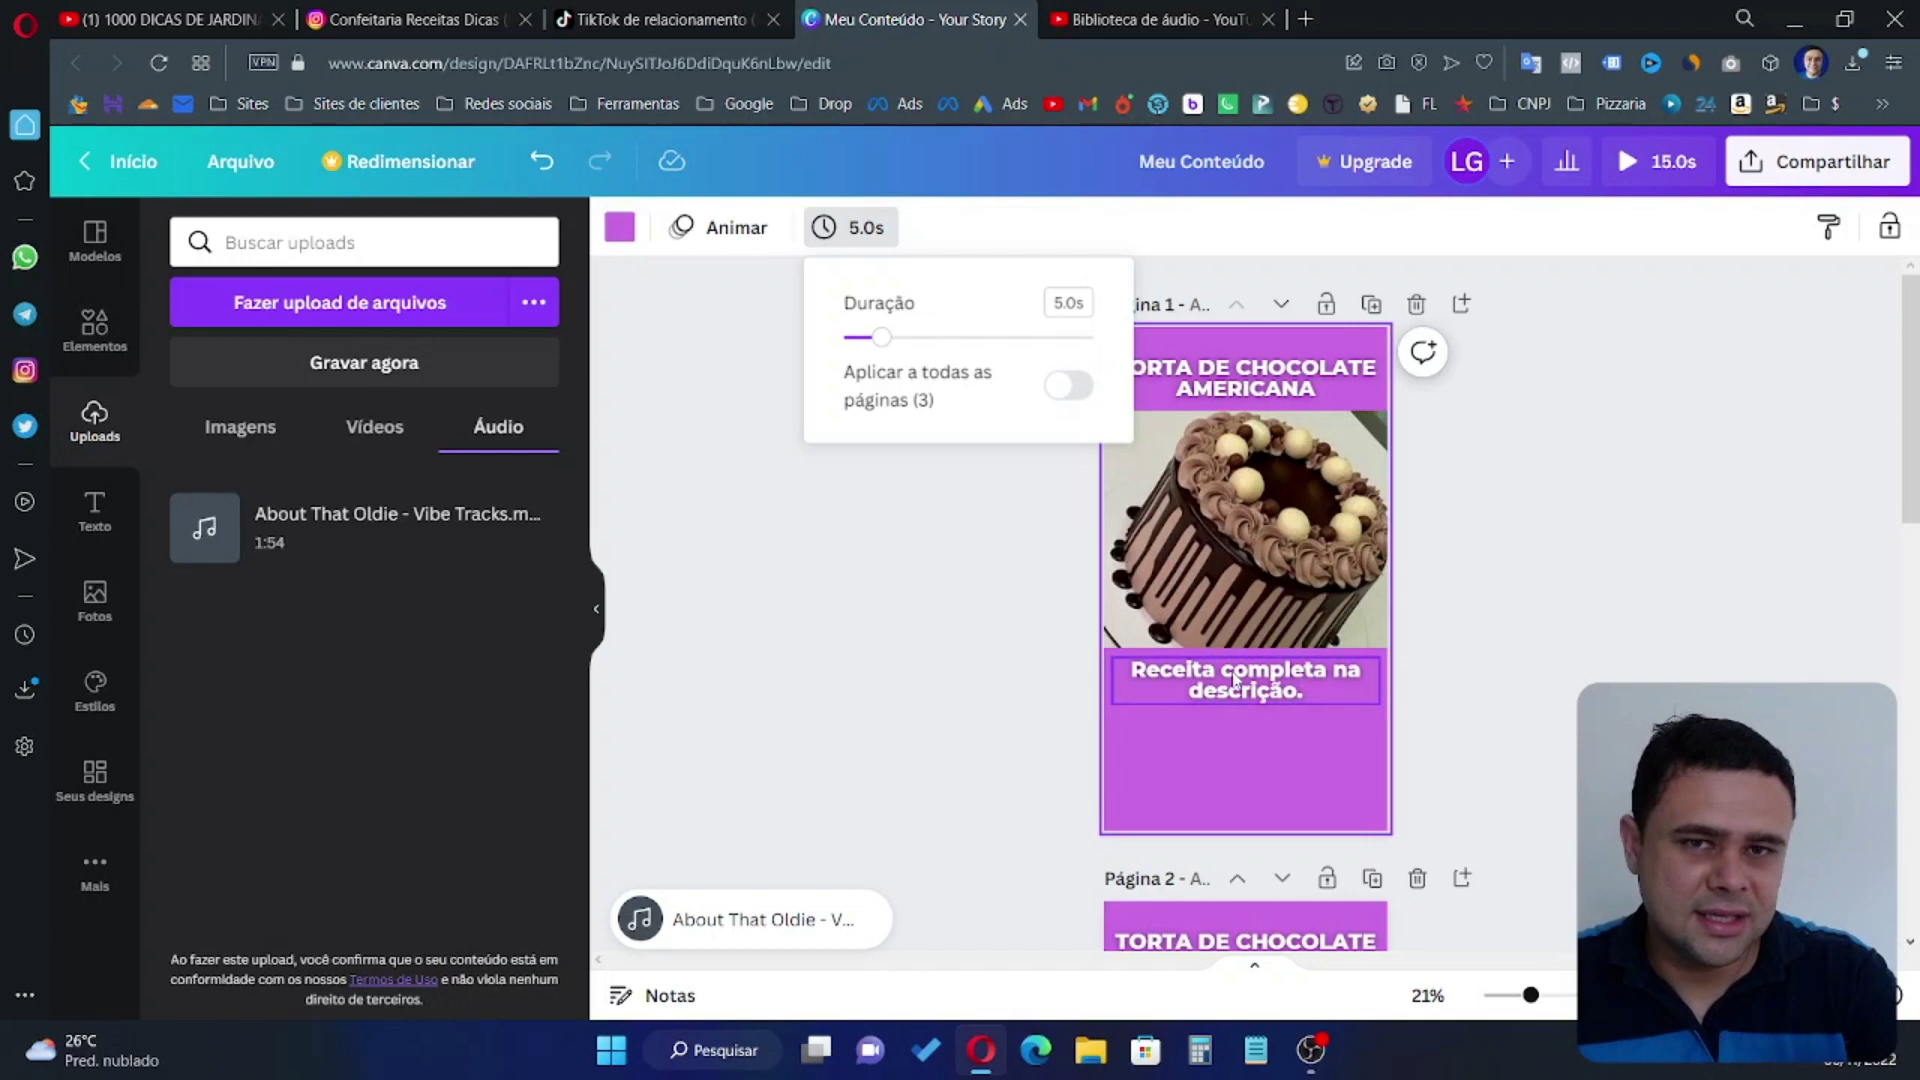 (1) 1000 DICAS DE JARDIN
Confeitaria Receitas Dicas (
TikTok de relacionamento (
Meu Conteúdo - Your Story
Biblioteca de áudio - YouTu
VPN
www.canva.com/design/DAFRLt1bZnc/NuySITJoJ6DdiDquK6nLbw/edit
Sites
Sites de clientes
Redes sociais
Ferramentas
Google
Drop
Ads
Ads
FL
CNPJ
Pizzaria
24
$
Início
Arquivo
Redimensionar
Meu Conteúdo
Upgrade
LG
15.0s
Compartilhar
Modelos
Elementos
Uploads
Texto
Fotos
Estilos
Seus designs
Mais
Buscar uploads
Fazer upload de arquivos
Gravar agora
Imagens
Vídeos
Áudio
About That Oldie - Vibe Tracks.m...
1:54
Ao fazer este upload, você confirma que o seu conteúdo está em
conformidade com os nossos Termos de Uso e não viola nenhum
direito de terceiros.
Animar
5.0s
Duração
5.0s
Aplicar a todas as
páginas (3)
ina 1 - A..
ORTA DE CHOCOLATE
AMERICANA
Receita completa na
descrição.
Página 2 - A..
TORTA DE CHOCOLATE
About That Oldie - V...
Notas
21%
26°C
Pred. nublado
Pesquisar